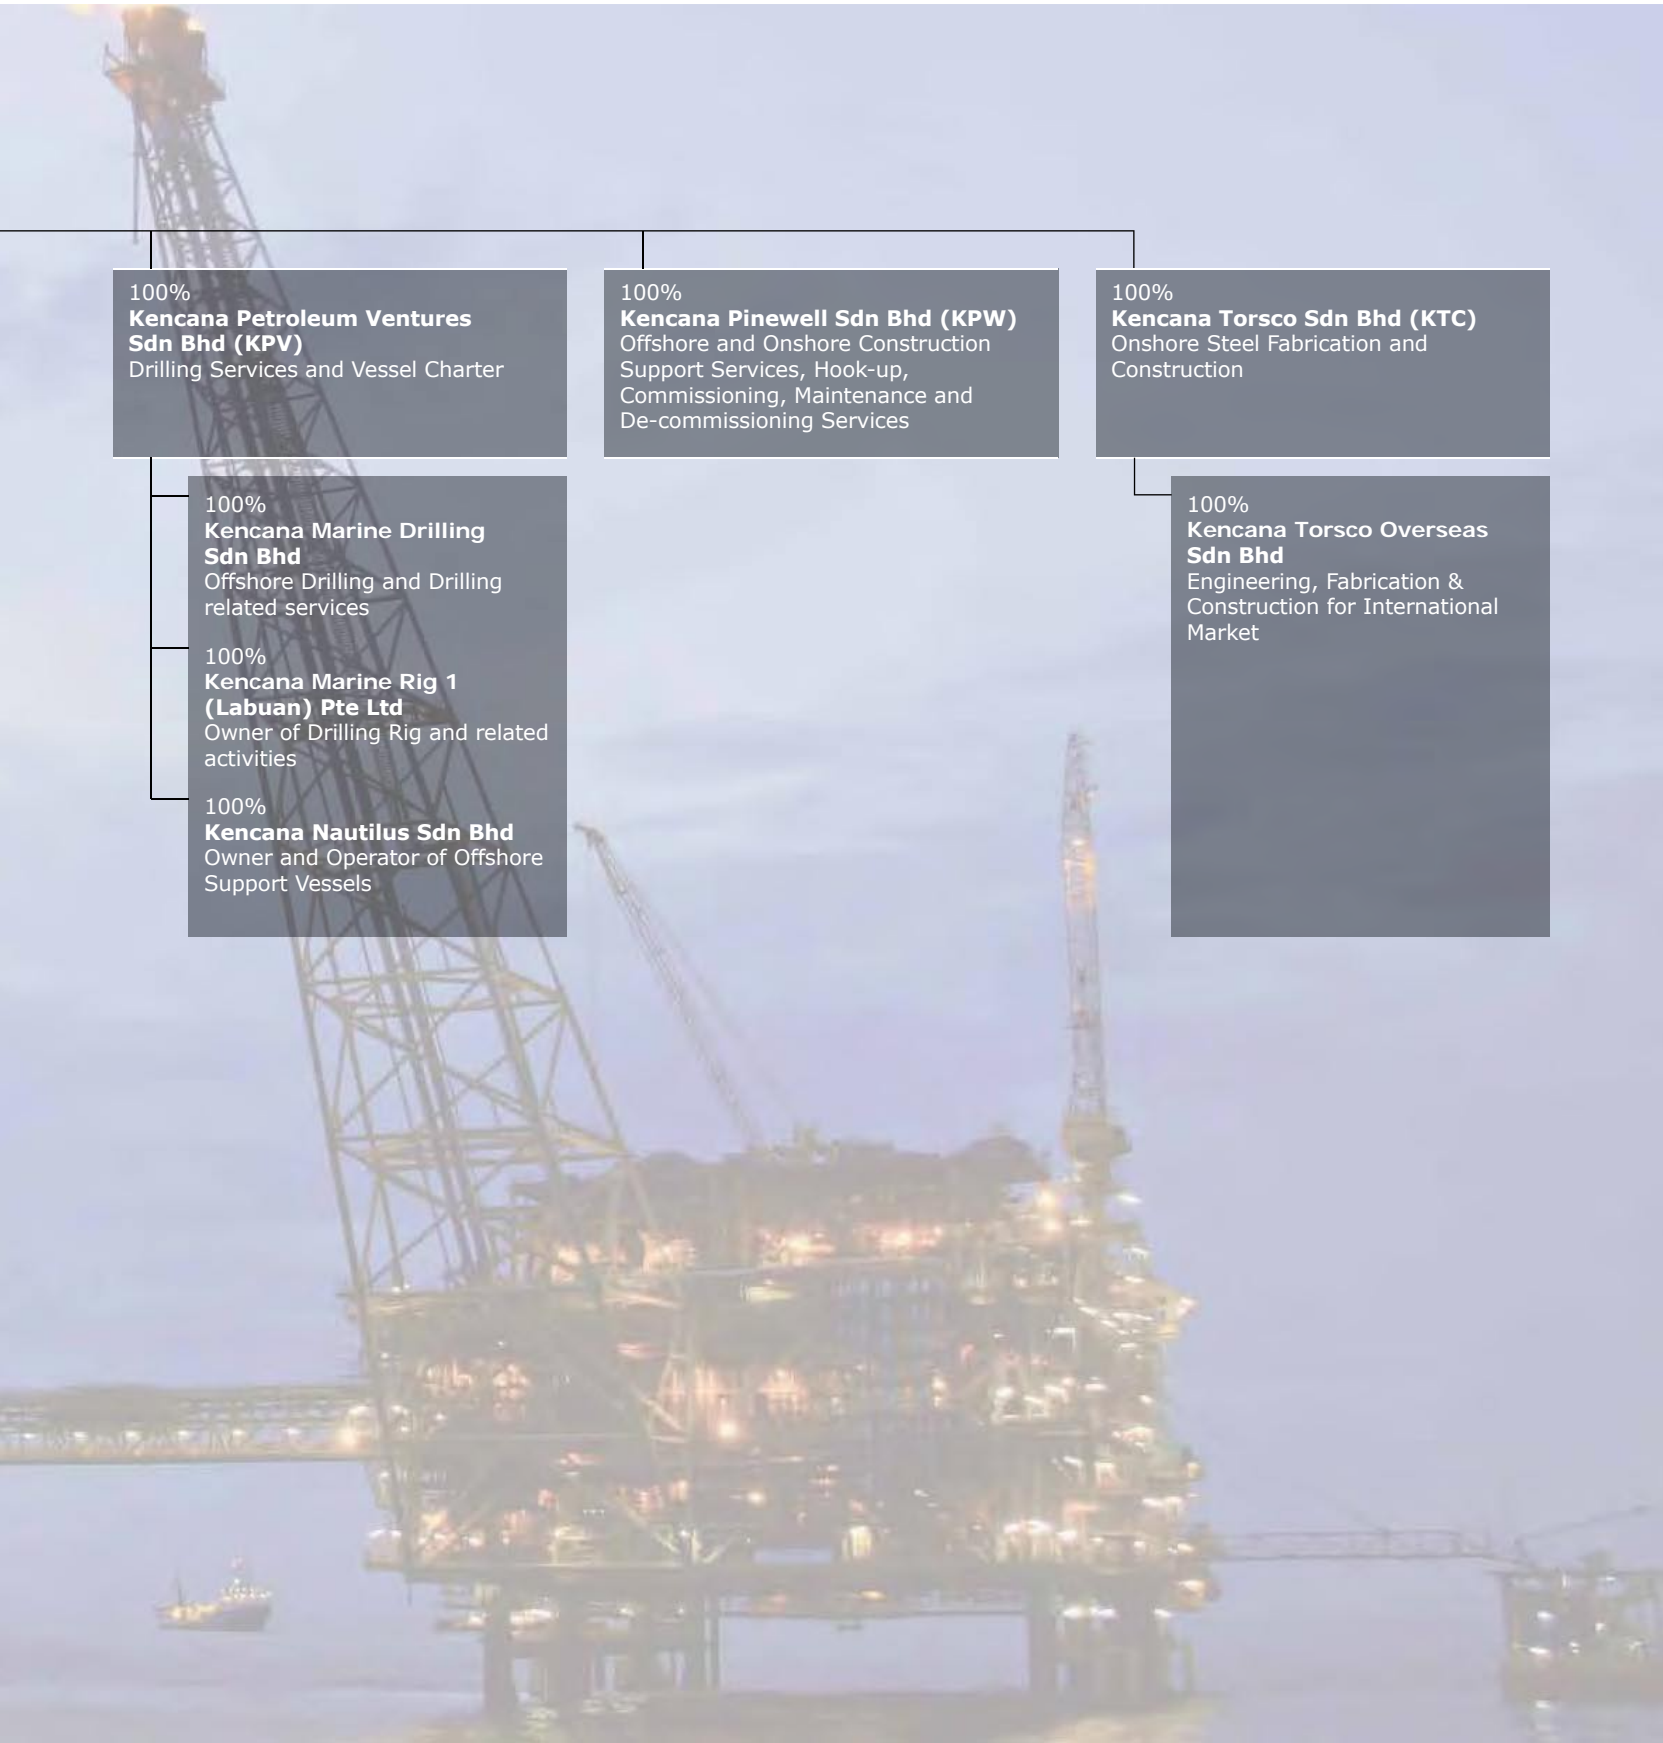 100%
Kencana Petroleum Ventures
Sdn Bhd (KPV)
Drilling Services and Vessel Charter
100%
Kencana Marine Drilling
Sdn Bhd
Offshore Drilling and Drilling
related services
100%
Kencana Marine Rig 1
(Labuan) Pte Ltd
Owner of Drilling Rig and related
activities
100%
Kencana Nautilus Sdn Bhd
Owner and Operator of Offshore
Support Vessels
100%
Kencana Pinewell Sdn Bhd (KPW)
Offshore and Onshore Construction
Support Services, Hook-up,
Commissioning, Maintenance and
De-commissioning Services
100%
Kencana Torsco Sdn Bhd (KTC)
Onshore Steel Fabrication and
Construction
100%
Kencana Torsco Overseas
Sdn Bhd
Engineering, Fabrication &
Construction for International
Market